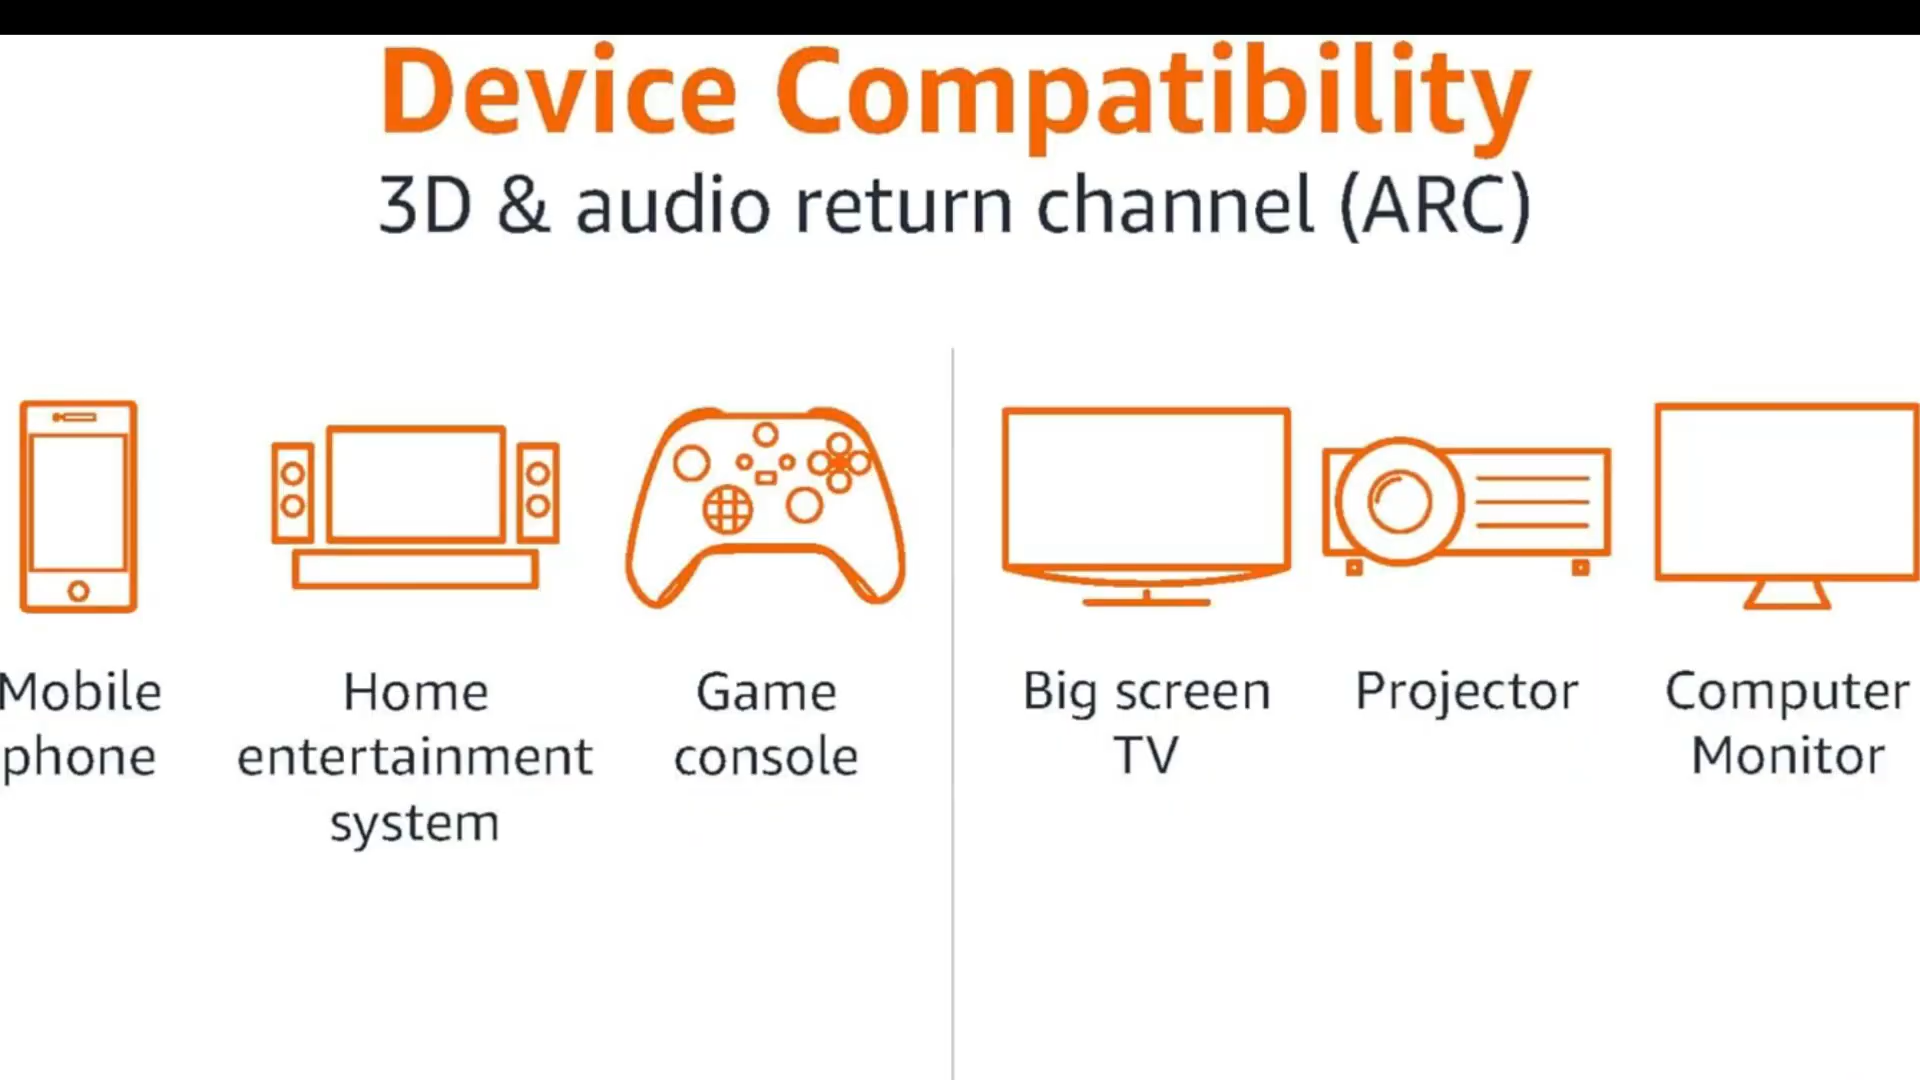 Device Compatibility
3D & audio return channel (ARC)
Mobile
phone
Home
entertainment
system
Game
console
Big screen
TV
Projector
Computer
Monitor